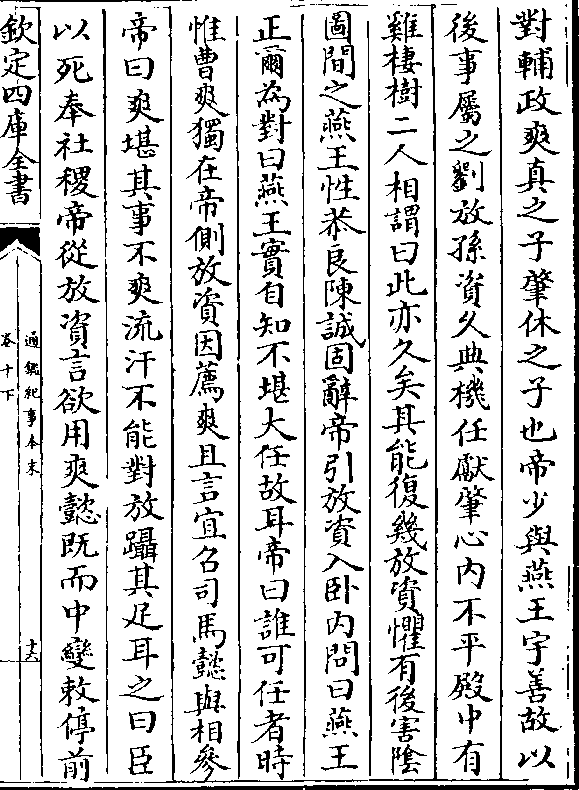 對輔政爽真之子肇休之子也帝少與燕王宇善故以
後事屬之劉放孫資久典機任獻肇心内不平殿中有
雞棲樹二人相謂曰此亦久矣其能復幾放資懼有後害陰
圖間之燕王性恭良陳誠固辭帝引放資入卧内問曰燕王
正爾為對曰燕王實自知不堪大任故耳帝曰誰可任者時
惟曹爽獨在帝側放資因薦爽且言宜召司馬懿與相參
帝曰爽堪其事不爽流汗不能對放躡其足耳之曰臣
以死奉社稷帝從放資言欲用爽懿既而中變敕停前
欽定四庫全書
通鑑紀事本末
卷十下
十六